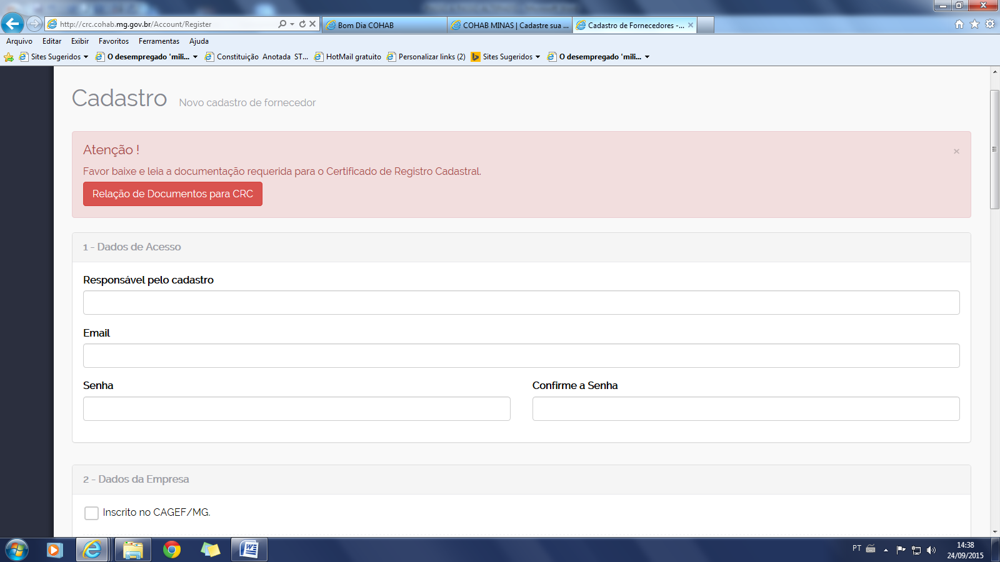 http://crc.cohab.mg.gov.br/Account/Register
Bom Dia COHAB
COHAB MINAS | Cadastre sua ...
Cadastro de Fornecedores - ...
Arquivo Editar Exibir Favoritos Ferramentas Ajuda
Sites Sugeridos
O desempregado 'mili...
Constituição Anotada ST...
HotMail gratuito
Personalizar links (2)
Sites Sugeridos
O desempregado 'mili...
Cadastro Novo cadastro de fornecedor
Atenção !
×
Favor baixe e leia a documentação requerida para o Certificado de Registro Cadastral.
Relação de Documentos para CRC
1 - Dados de Acesso
Responsável pelo cadastro
Email
Senha Confirme a Senha
2 - Dados da Empresa
Inscrito no CAGEF/MG.
PT
14:38
24/09/2015